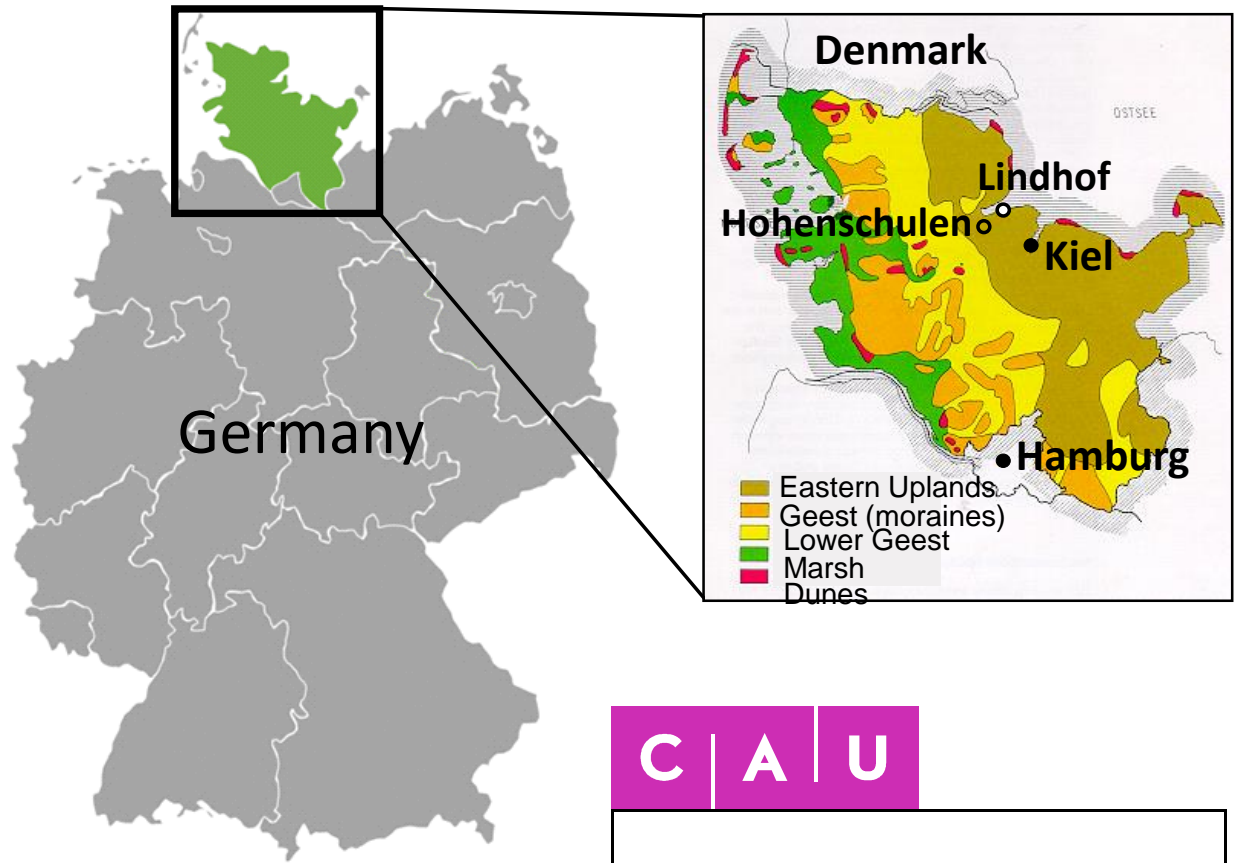 Denmark
OSTSEE
Lindhof
Hohenschulen
Kiel
Germany
Hamburg
Eastern Uplands
Geest (moraines)
Lower Geest
Marsh
Dunes
C A U